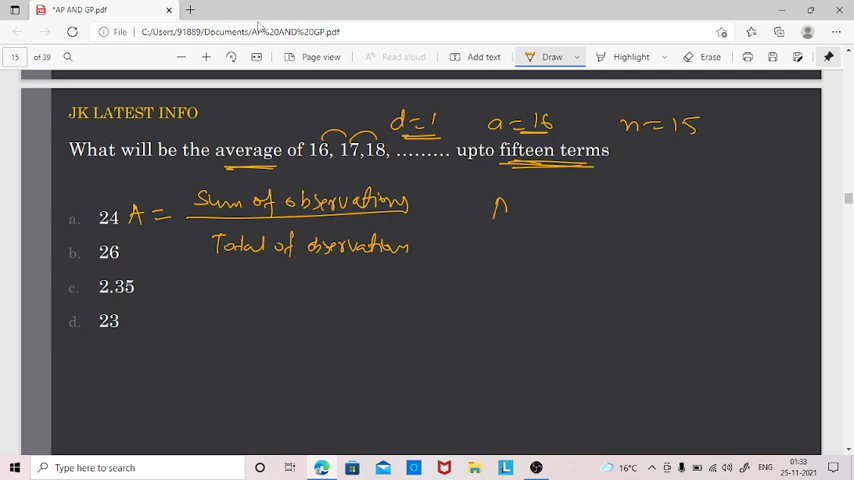 *AP AND GP.pdf
File
C:/Users/91889/Documents/AP%20AND%20GP.pdf
15 of 39
Page view
Read aloud
Add text
Draw
Highlight
Erase
JK LATEST INFO
d=1 a=16 n=15
What will be the average of 16, 17,18, ......... upto fifteen terms
A = Sum of observations
Total of observations
a. 24
b. 26
c. 2.35
d. 23
Type here to search
16°C
ENG
01:33
25-11-2021